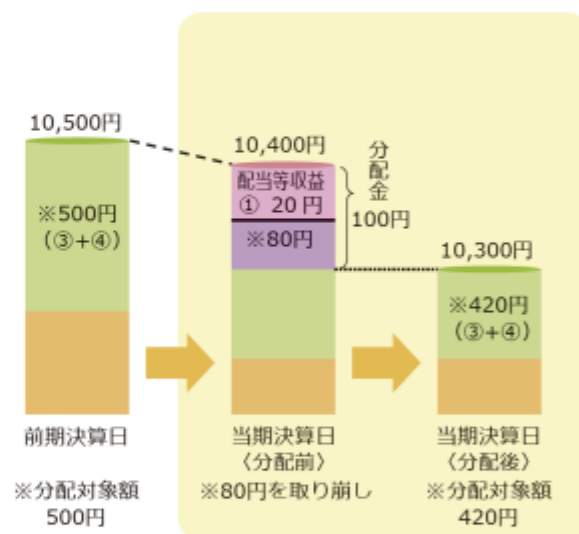 10,500円
※500円
（③+④）
前期決算日
※分配対象額
500円
10,400円
配当等収益
① 20円
※80円
分配金
100円
当期決算日
〈分配前〉
※80円を取り崩し
10,300円
※420円
（③+④）
当期決算日
〈分配後〉
※分配対象額
420円